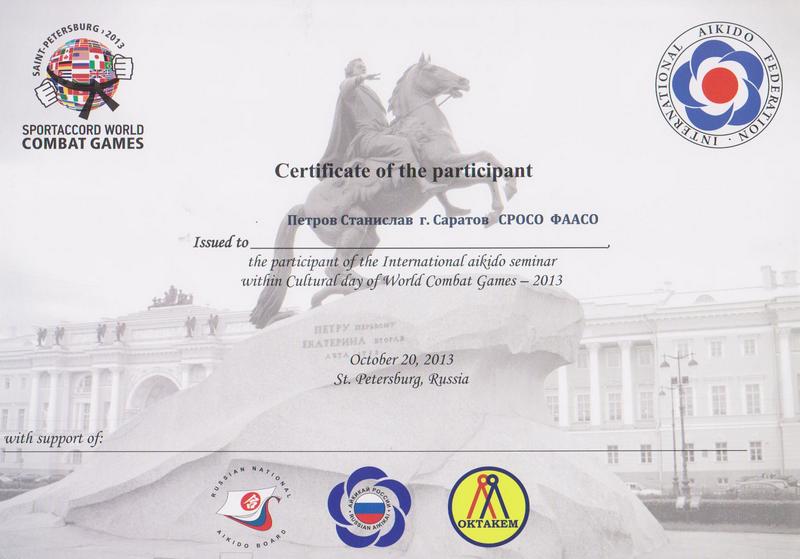 SAINT-PETERSBURG 2013
SPORTACCORD WORLD
COMBAT GAMES
INTERNATIONAL AIKIDO FEDERATION
Certificate of the participant
Петров Станислав г. Саратов СРОСО ФААСО
Issued to
the participant of the International aikido seminar
within Cultural day of World Combat Games – 2013
ПЕТРУ ПЕРВОМУ
ЕКАТЕРИНА ВТОРАЯ
October 20, 2013
St. Petersburg, Russia
with support of:
RUSSIAN NATIONAL
AIKIDO BOARD
АЙКИКАЙ РОССИИ
RUSSIAN AIKIKAI
ОКТАКЕМ